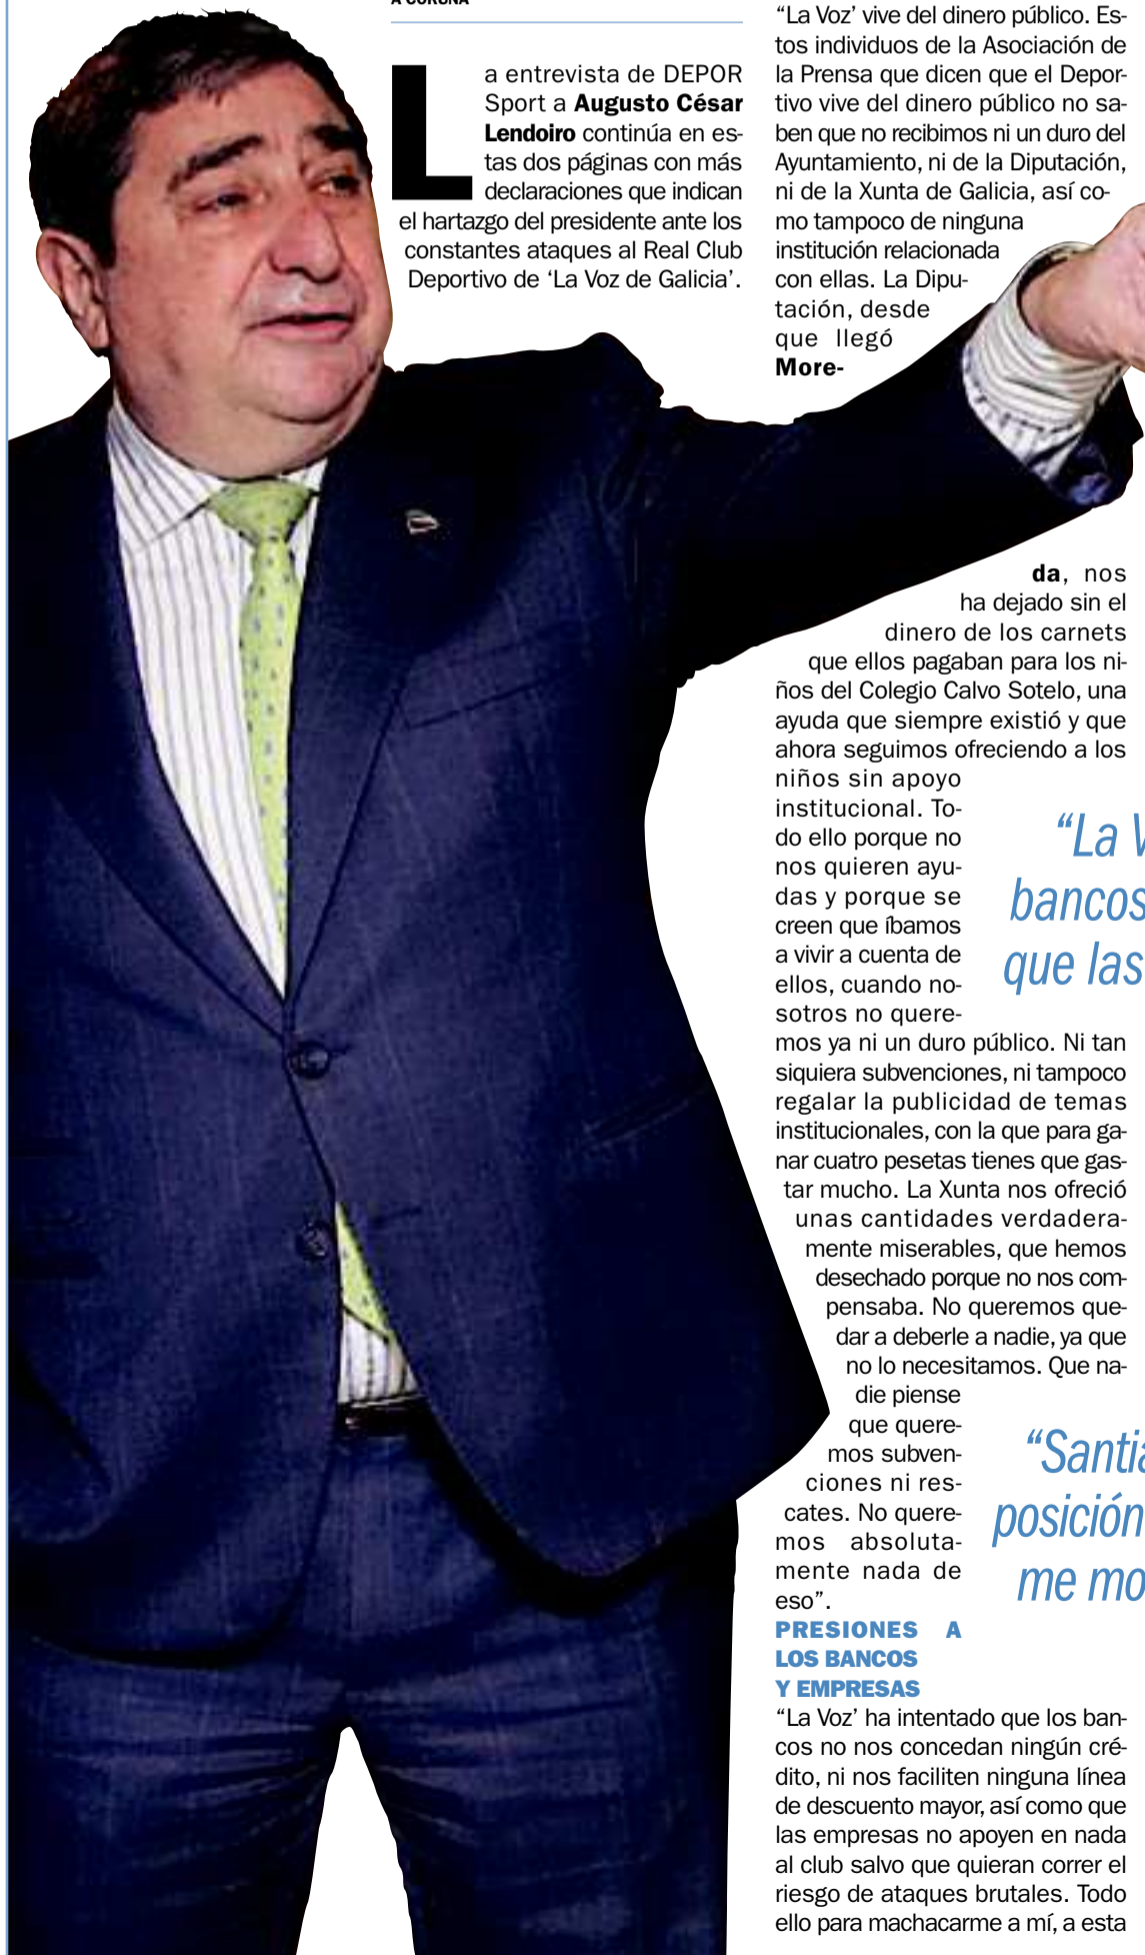 A CORUÑA
La entrevista de DEPOR
Sport a Augusto César
Lendoiro continúa en es-
tas dos páginas con más
declaraciones que indican
el hartazgo del presidente ante los
constantes ataques al Real Club
Deportivo de ‘La Voz de Galicia’.
“La Voz’ vive del dinero público. Es-
tos individuos de la Asociación de
la Prensa que dicen que el Depor-
tivo vive del dinero público no sa-
ben que no recibimos ni un duro del
Ayuntamiento, ni de la Diputación,
ni de la Xunta de Galicia, así co-
mo tampoco de ninguna
institución relacionada
con ellas. La Dipu-
tación, desde
que llegó
More-
da, nos
ha dejado sin el
dinero de los carnets
que ellos pagaban para los ni-
ños del Colegio Calvo Sotelo, una
ayuda que siempre existió y que
ahora seguimos ofreciendo a los
niños sin apoyo
institucional. To-
do ello porque no
nos quieren ayu-
das y porque se
creen que íbamos
a vivir a cuenta de
ellos, cuando no-
sotros no quere-
mos ya ni un duro público. Ni tan
siquiera subvenciones, ni tampoco
regalar la publicidad de temas
institucionales, con la que para ga-
nar cuatro pesetas tienes que gas-
tar mucho. La Xunta nos ofreció
unas cantidades verdadera-
mente miserables, que hemos
desechado porque no nos com-
pensaba. No queremos que-
dar a deberle a nadie, ya que
no lo necesitamos. Que na-
die piense
que quere-
mos subven-
ciones ni res-
cates. No quere-
mos absoluta-
mente nada de
eso”.
PRESIONES A
LOS BANCOS
Y EMPRESAS
“La Voz’ ha intentado que los ban-
cos no nos concedan ningún cré-
dito, ni nos faciliten ninguna línea
de descuento mayor, así como que
las empresas no apoyen en nada
al club salvo que quieran correr el
riesgo de ataques brutales. Todo
ello para machacarme a mí, a esta
“La
bancos
que las
“Santia
posición
me mo